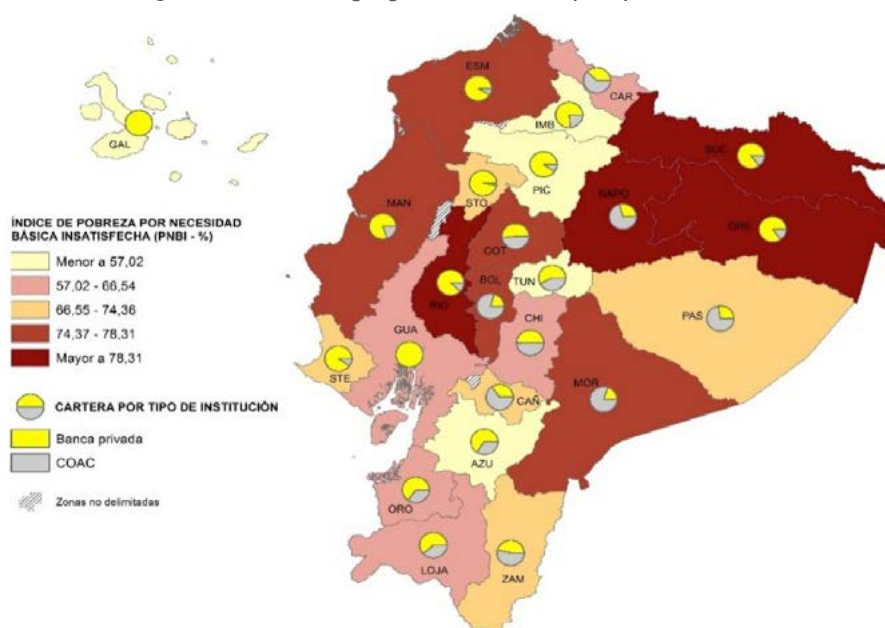 ESM
CAR
IMB
GAL
SUC
PIC
STO
MAN
NAPO
ORE
COT
ÍNDICE DE POBREZA POR NECESIDAD
BÁSICA INSATISFECHA (PNBI - %)
Menor a 57,02
57,02 - 66,54
66,55 - 74,36
74,37 - 78,31
Mayor a 78,31
TUN
BOL
RIO
PAS
CHI
GUA
STE
MOR
CAÑ
CARTERA POR TIPO DE INSTITUCIÓN
Banca privada
COAC
AZU
Zonas no delimitadas
ORO
LOJA
ZAM